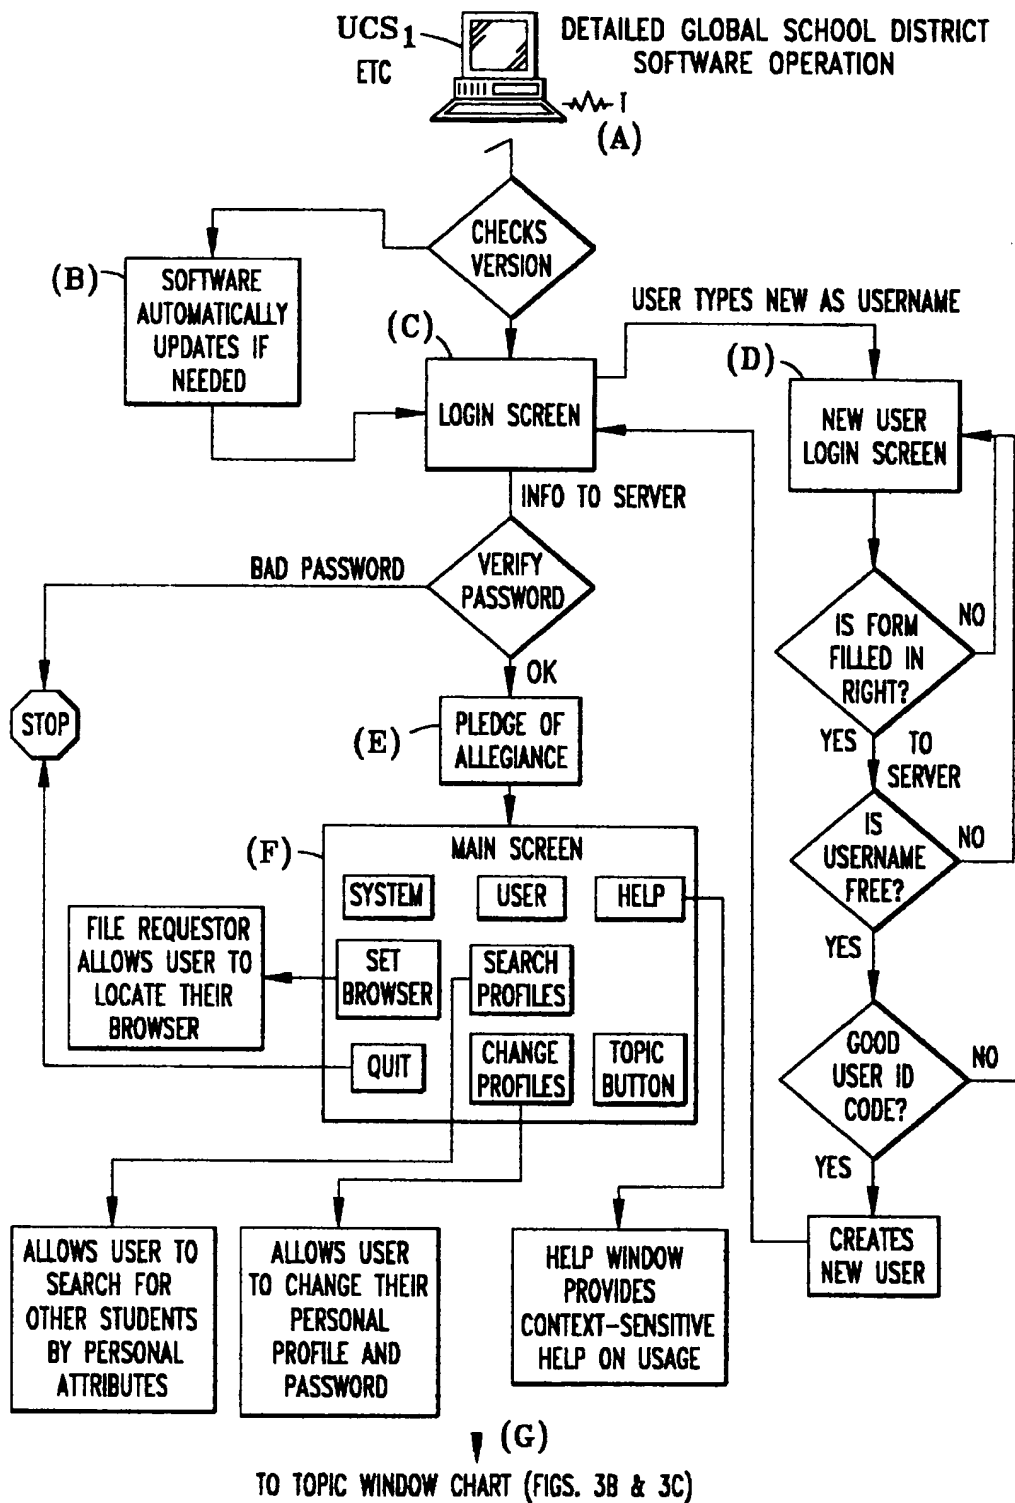 UCS1
ETC
DETAILED GLOBAL SCHOOL DISTRICT
SOFTWARE OPERATION
I
(A)
CHECKS
VERSION
(B)
SOFTWARE
AUTOMATICALLY
UPDATES IF
NEEDED
(C)
LOGIN SCREEN
USER TYPES NEW AS USERNAME
(D)
NEW USER
LOGIN SCREEN
INFO TO SERVER
BAD PASSWORD
VERIFY
PASSWORD
OK
STOP
IS FORM
FILLED IN
RIGHT?
NO
YES
TO
SERVER
(E)
PLEDGE OF
ALLEGIANCE
IS
USERNAME
FREE?
NO
YES
(F)
MAIN SCREEN
SYSTEM
USER
HELP
FILE REQUESTOR
ALLOWS USER TO
LOCATE THEIR
BROWSER
SET
BROWSER
SEARCH
PROFILES
QUIT
CHANGE
PROFILES
TOPIC
BUTTON
GOOD
USER ID
CODE?
NO
YES
CREATES
NEW USER
ALLOWS USER TO
SEARCH FOR
OTHER STUDENTS
BY PERSONAL
ATTRIBUTES
ALLOWS USER
TO CHANGE THEIR
PERSONAL
PROFILE AND
PASSWORD
HELP WINDOW
PROVIDES
CONTEXT-SENSITIVE
HELP ON USAGE
(G)
TO TOPIC WINDOW CHART (FIGS. 3B & 3C)